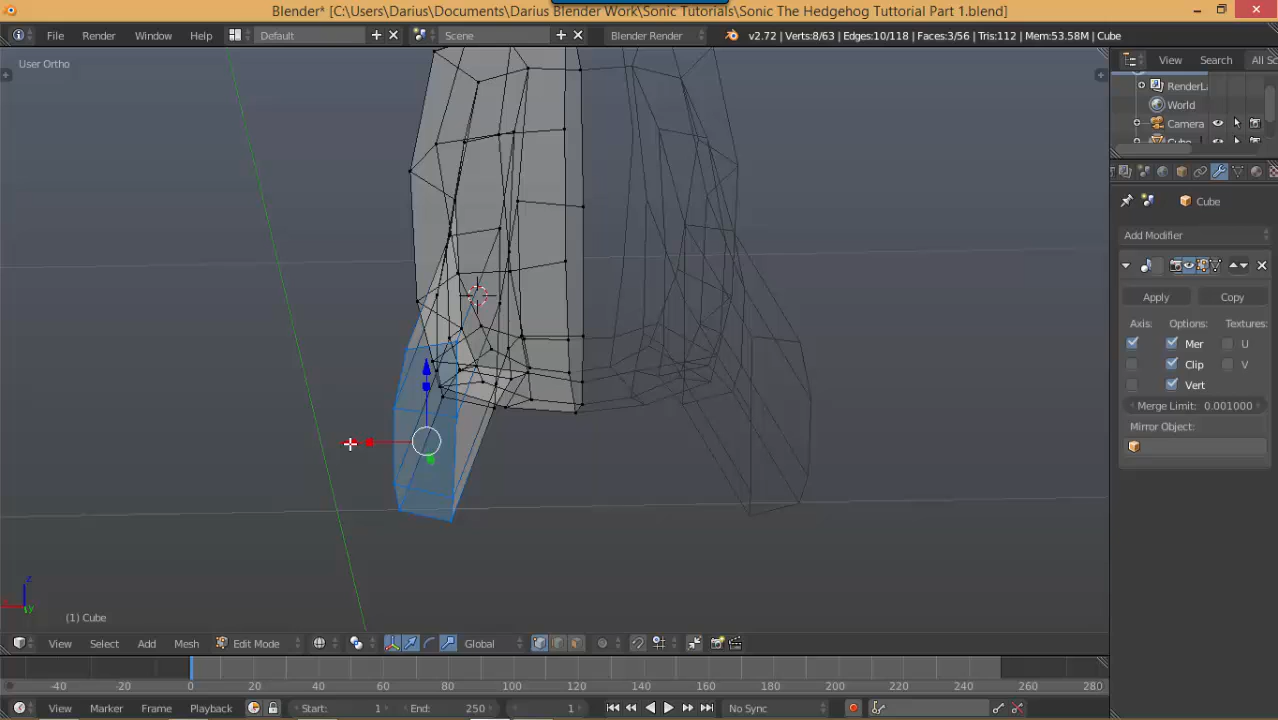 Blender* [C:\Users\Darius\Documents\Darius Blender Work\Sonic Tutorials\Sonic The Hedgehog Tuttorial Part 1.blend]
File Render Window Help Default Scene Blender Render v2.72 | Verts:8/63 | Edges:10/118 | Faces:3/56 | Tris:112 | Mem:53.58M | Cube
User Ortho
View Search All Sc
RenderLa
World
Camera
Cube
Cube
Add Modifier
Apply Copy
Axis: Options: Textures:
Mer U
Clip V
Vert
Merge Limit: 0.001000
Mirror Object:
z
y
(1) Cube
View Select Add Mesh Edit Mode Global
-40 -20 0 20 40 60 80 100 120 140 160 180 200 220 240 260 280
View Marker Frame Playback Start: 1 End: 250 1 No Sync